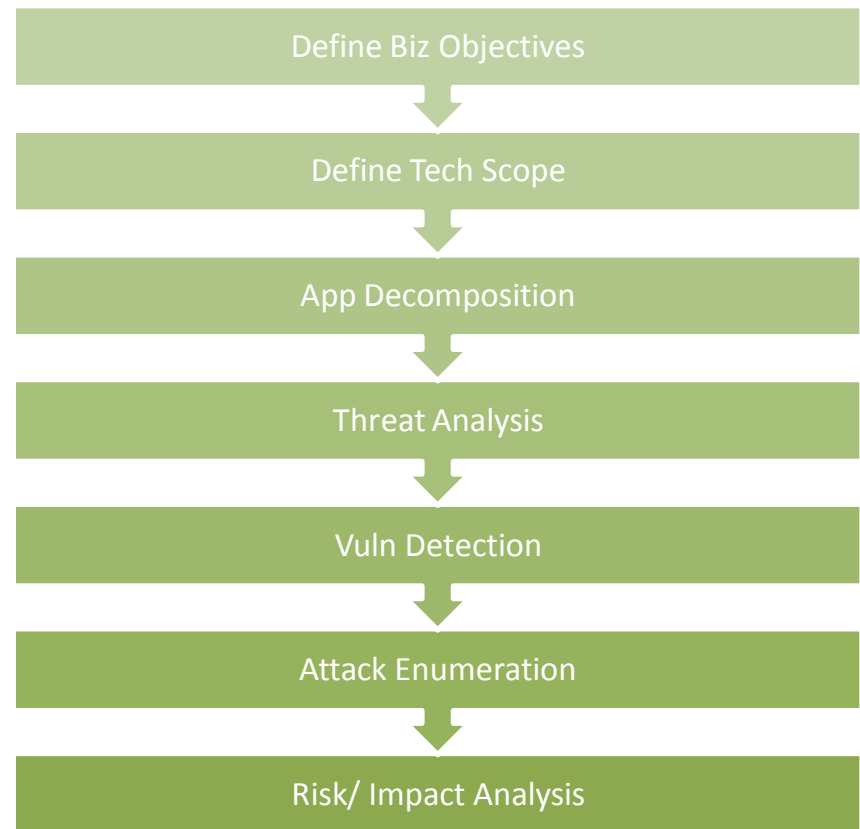 Define Biz Objectives
Define Tech Scope
App Decomposition
Threat Analysis
Vuln Detection
Attack Enumeration
Risk/ Impact Analysis